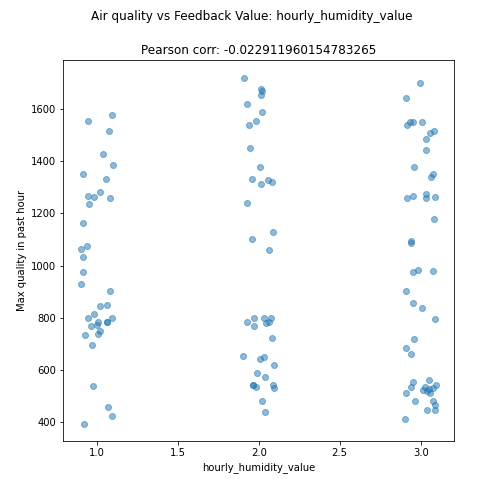 Air quality vs Feedback Value: hourly_humidity_value
Pearson corr: -0.022911960154783265
Max quality in past hour
1600
1400
1200
1000
800
600
400
1.0 1.5 2.0 2.5 3.0
hourly_humidity_value